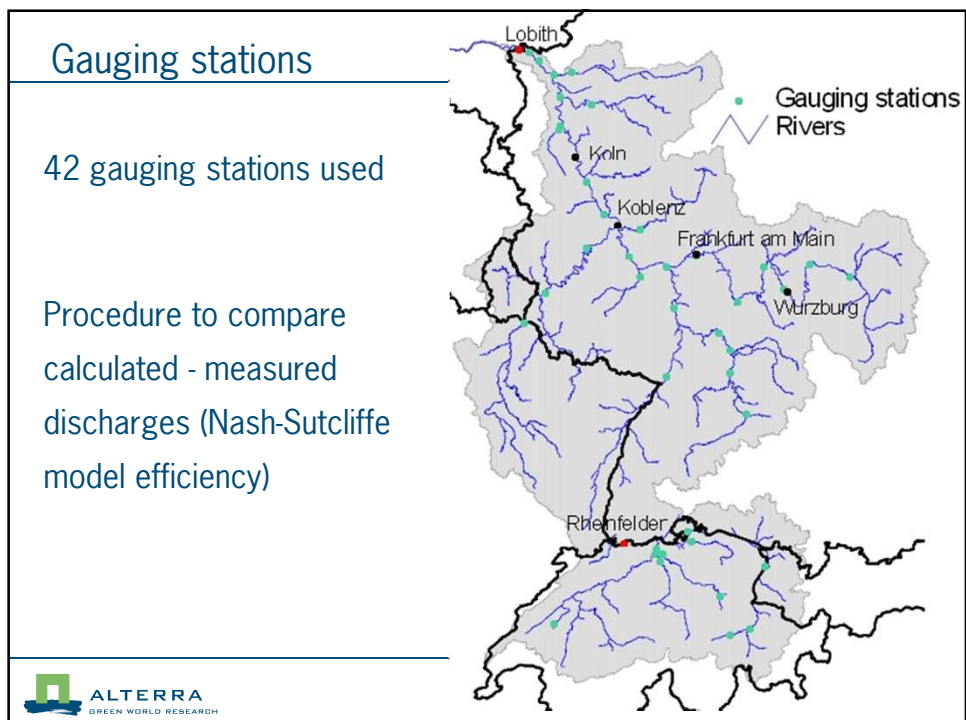 Gauging stations
42 gauging stations used
Procedure to compare
calculated - measured
discharges (Nash-Sutcliffe
model efficiency)
Lobith
Gauging stations
Rivers
Koln
Koblenz
Frankfurt am Main
Wurzburg
Rheinfelder
ALTERRA
GREEN WORLD RESEARCH